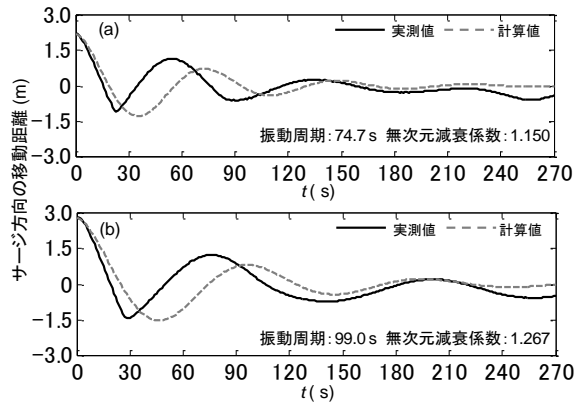 サージ方向の移動距離 (m)
(a)
実測値
計算値
3.0
1.5
0
−1.5
−3.0
振動周期：74.7 s 無次元減衰係数：1.150
0 30 60 90 120 150 180 210 240 270
t ( s)
(b)
実測値
計算値
3.0
1.5
0
−1.5
−3.0
振動周期：99.0 s 無次元減衰係数：1.267
0 30 60 90 120 150 180 210 240 270
t ( s)